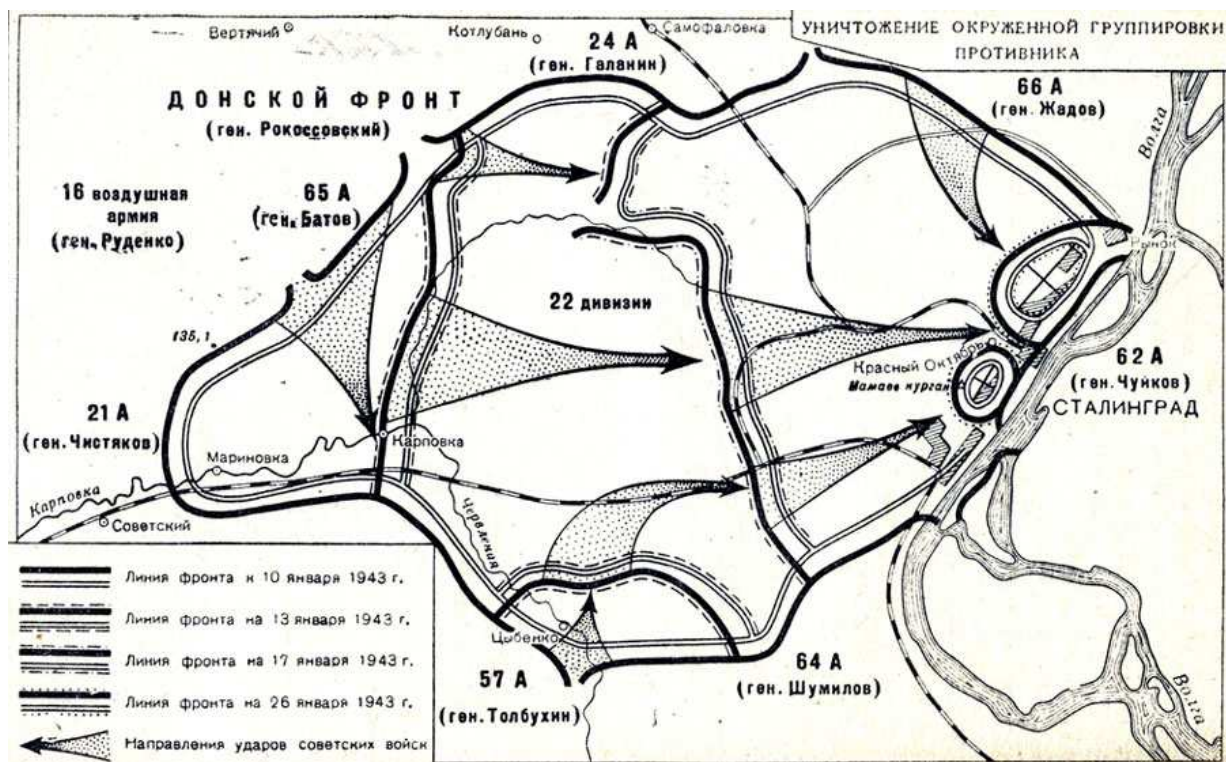 УНИЧТОЖЕНИЕ ОКРУЖЕННОЙ ГРУППИРОВКИ
ПРОТИВНИКА
Вертячий
Котлубань
Самофаловка
24 А
(ген. Галанин)
66 А
(ген. Жадов)
Волга
ДОНСКОЙ ФРОНТ
(ген. Рокоссовский)
16 воздушная
армия
(ген. Руденко)
65 А
(ген. Батов)
Рынок
22 дивизии
135,1
Красный Октябрь
Мамаев курган
62 А
(ген. Чуйков)
СТАЛИНГРАД
21 А
(ген. Чистяков)
Карповка
Мариновка
Карповка
Советский
Червленая
Цыбенко
57 А
(ген. Толбухин)
64 А
(ген. Шумилов)
Волга
Линия фронта к 10 января 1943 г.
Линия фронта на 13 января 1943 г.
Линия фронта на 17 января 1943 г.
Линия фронта на 26 января 1943 г.
Направления ударов советских войск